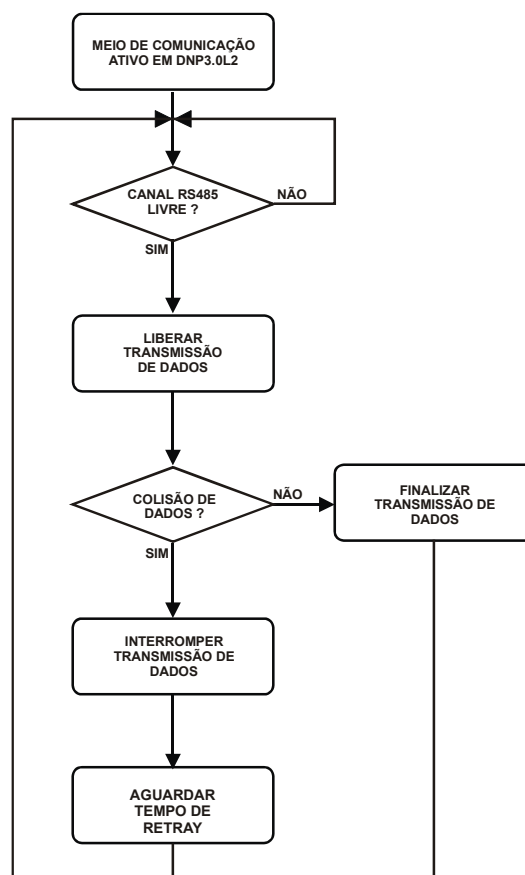 MEIO DE COMUNICAÇÃO
ATIVO EM DNP3.0L2
CANAL RS485
LIVRE ?
NÃO
SIM
LIBERAR
TRANSMISSÃO
DE DADOS
COLISÃO DE
DADOS ?
NÃO
FINALIZAR
TRANSMISSÃO DE
DADOS
SIM
INTERROMPER
TRANSMISSÃO DE
DADOS
AGUARDAR
TEMPO DE
RETRAY